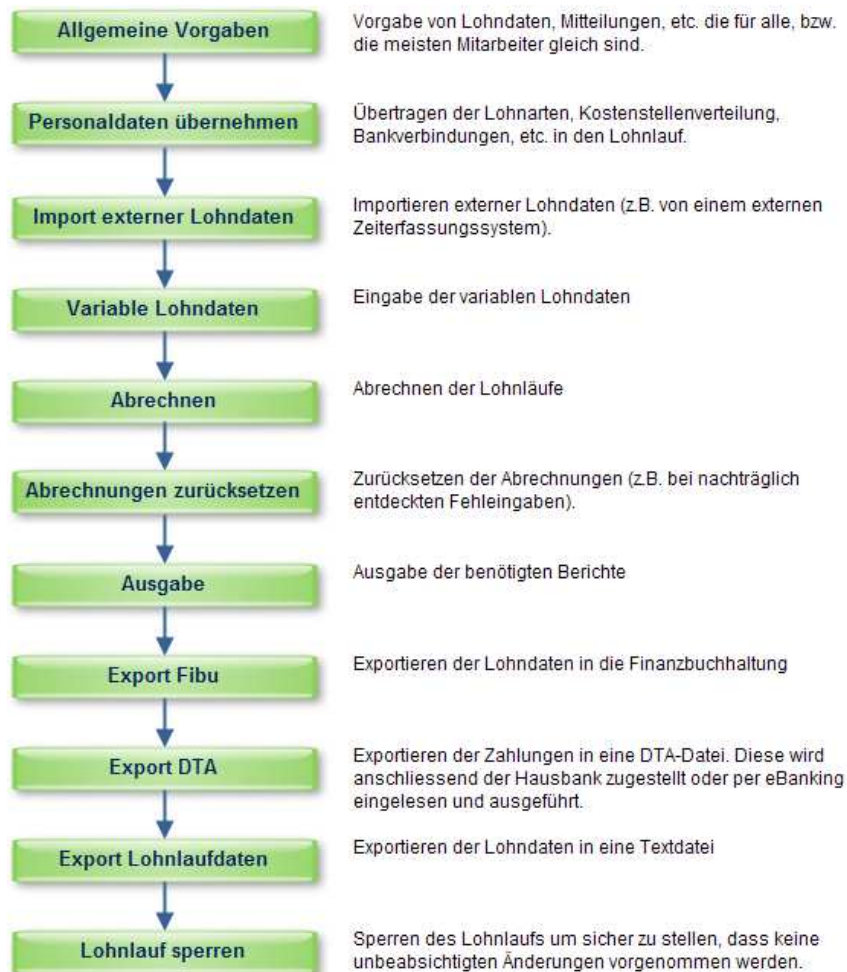 Allgemeine Vorgaben
Vorgabe von Lohndaten, Mitteilungen, etc. die für alle, bzw.
die meisten Mitarbeiter gleich sind.
Personaldaten übernehmen
Übertragen der Lohnarten, Kostenstellenverteilung,
Bankverbindungen, etc. in den Lohnlauf.
Import externer Lohndaten
Importieren externer Lohndaten (z.B. von einem externen
Zeiterfassungssystem).
Variable Lohndaten
Eingabe der variablen Lohndaten
Abrechnen
Abrechnen der Lohnläufe
Abrechnungen zurücksetzen
Zurücksetzen der Abrechnungen (z.B. bei nachträglich
entdeckten Fehleingaben).
Ausgabe
Ausgabe der benötigten Berichte
Export Fibu
Exportieren der Lohndaten in die Finanzbuchhaltung
Export DTA
Exportieren der Zahlungen in eine DTA-Datei. Diese wird
anschliessend der Hausbank zugestellt oder per eBanking
eingelesen und ausgeführt.
Export Lohnlaufdaten
Exportieren der Lohndaten in eine Textdatei
Lohnlauf sperren
Sperren des Lohnlaufs um sicher zu stellen, dass keine
unbeabsichtigten Änderungen vorgenommen werden.